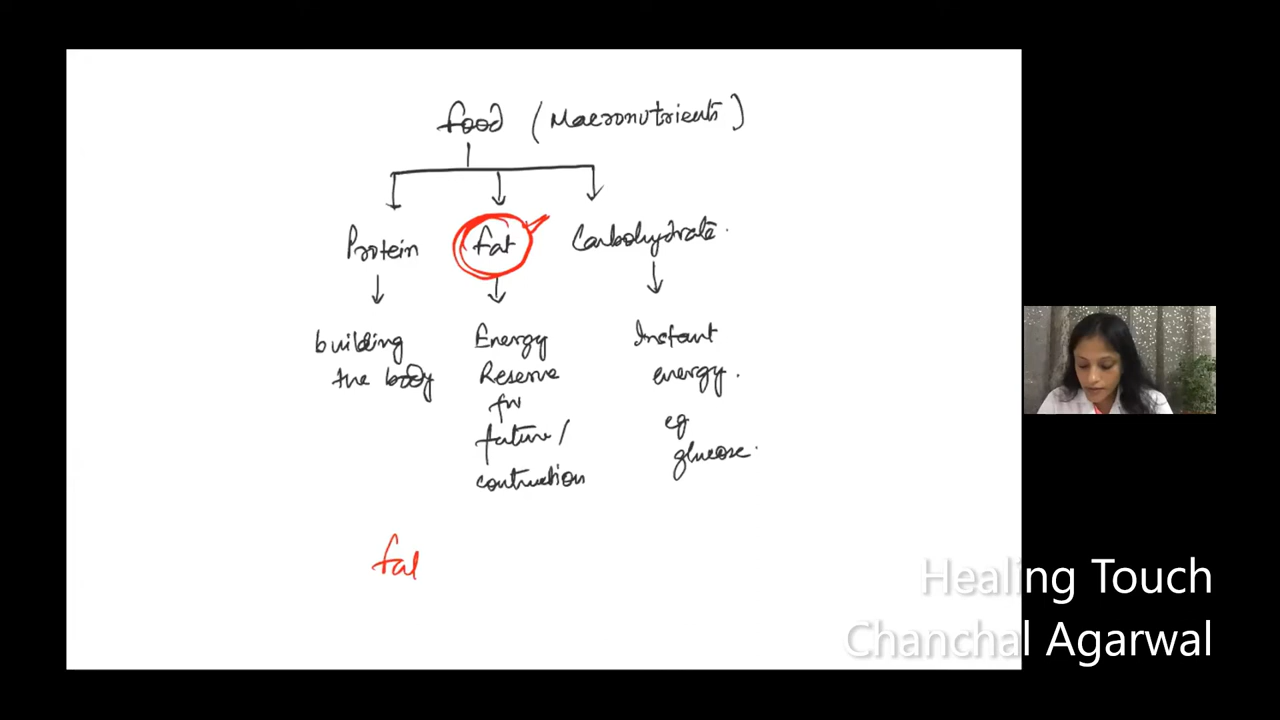 food (Macronutrients)
Protein fat Carbohydrate.
building Energy Instant
the body Reserve energy.
for eg
future/ glucose.
contruction
fat
Healing Touch
Chanchal Agarwal